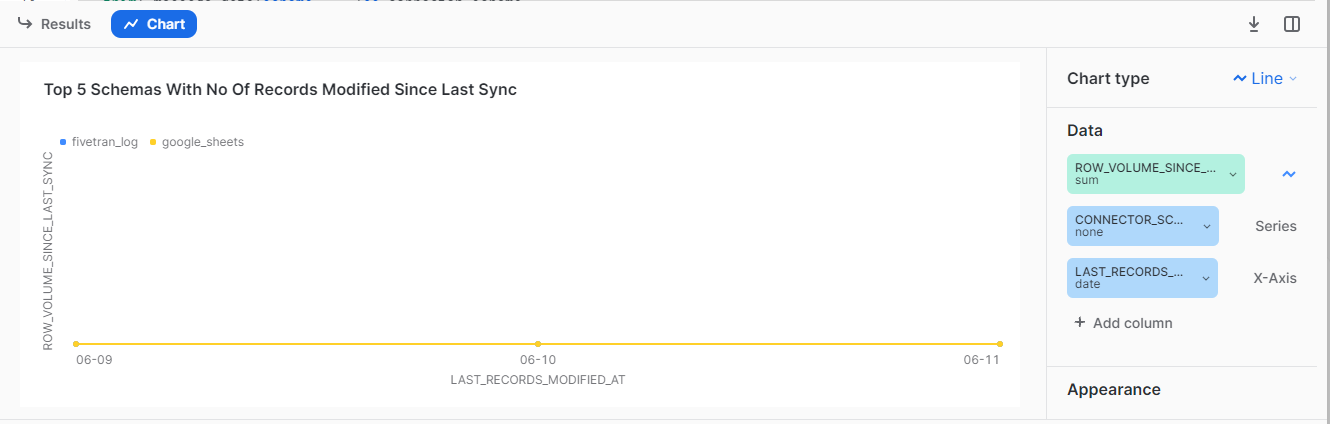 Results
Chart
Top 5 Schemas With No Of Records Modified Since Last Sync
fivetran_log
google_sheets
ROW_VOLUME_SINCE_LAST_SYNC
06-09
06-10
06-11
LAST_RECORDS_MODIFIED_AT
Chart type
Line
Data
ROW_VOLUME_SINCE_...
sum
CONNECTOR_SC...
none
Series
LAST_RECORDS_...
date
X-Axis
+ Add column
Appearance